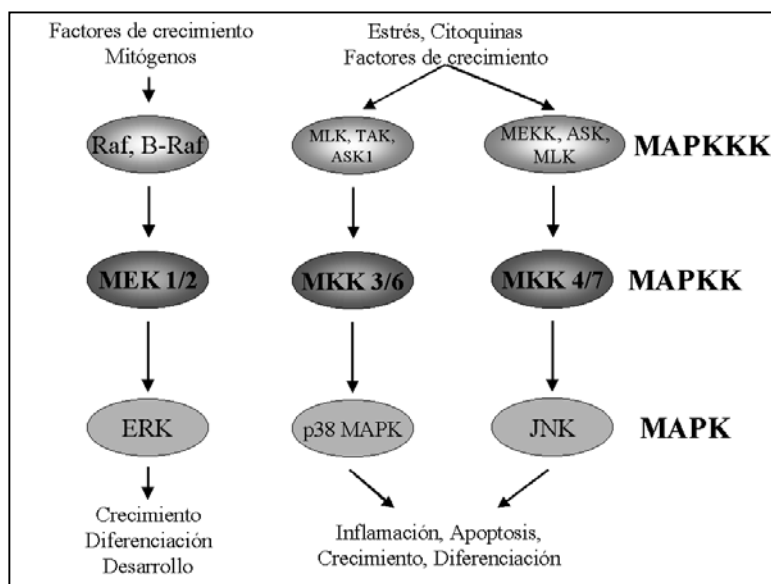 Factores de crecimiento
Mitógenos
Estrés, Citoquinas
Factores de crecimiento
Raf, B-Raf
MLK, TAK,
ASK1
MEKK, ASK,
MLK
MAPKKK
MEK 1/2
MKK 3/6
MKK 4/7
MAPKK
ERK
p38 MAPK
JNK
MAPK
Crecimiento
Diferenciación
Desarrollo
Inflamación, Apoptosis,
Crecimiento, Diferenciación